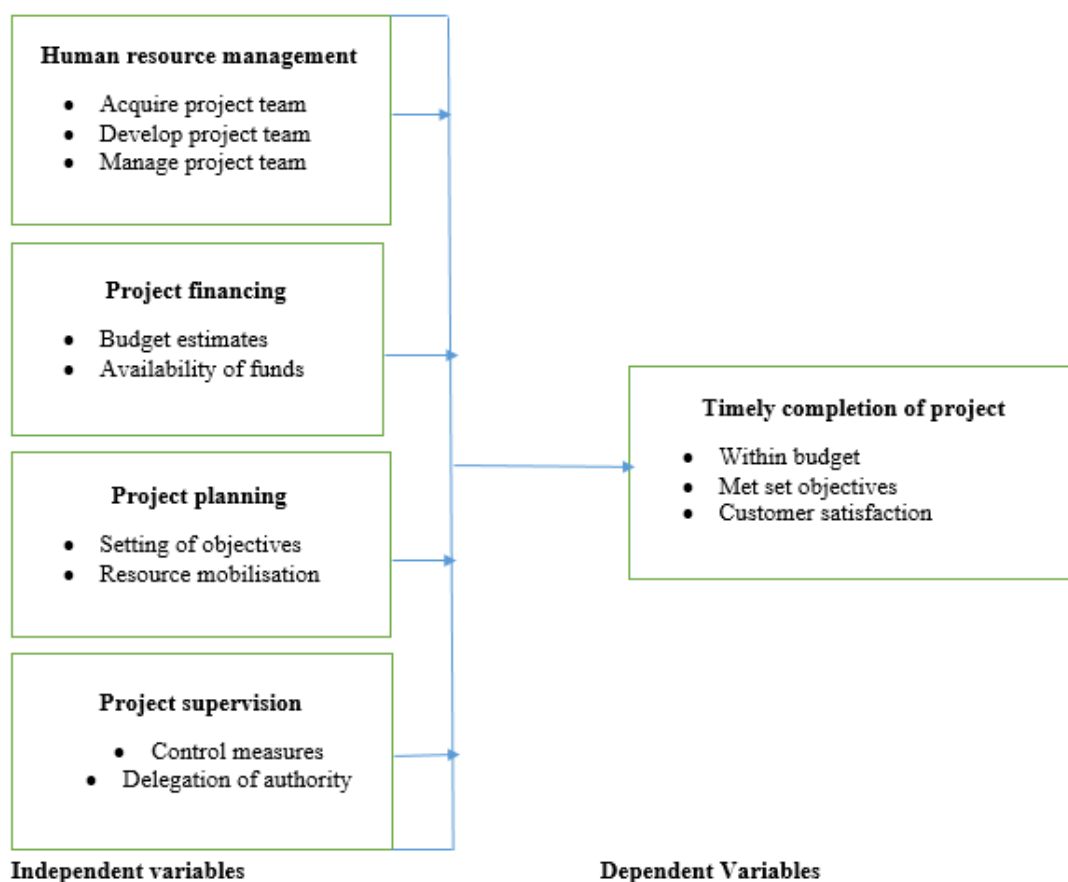 Human resource management
● Acquire project team
● Develop project team
● Manage project team
Project financing
● Budget estimates
● Availability of funds
Project planning
● Setting of objectives
● Resource mobilisation
Project supervision
● Control measures
● Delegation of authority
Timely completion of project
● Within budget
● Met set objectives
● Customer satisfaction
Independent variables
Dependent Variables